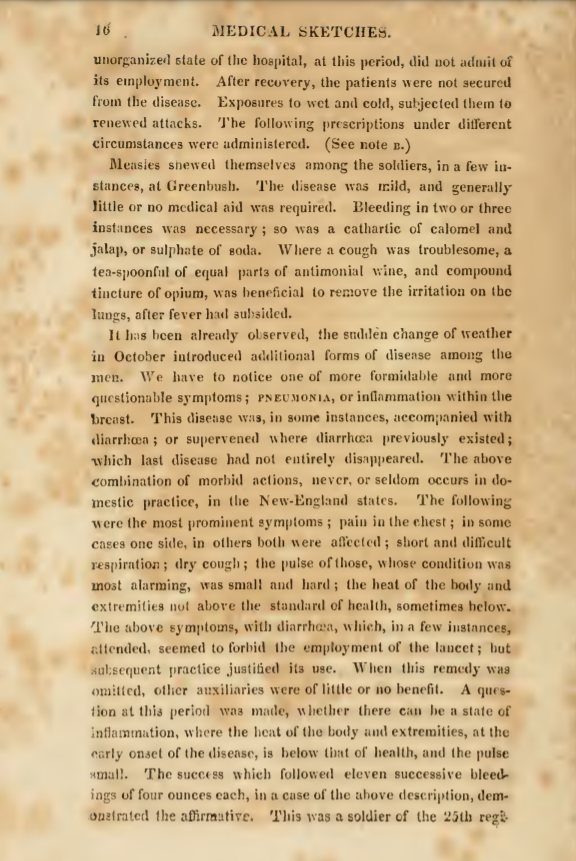 16 MEDICAL SKETCHES.
unorganized state of the hospital, at this period, did not admit of
its employment. After recovery, the patients were not secured
from the disease. Exposures to wet and cold, subjected them to
renewed attacks. The following prescriptions under different
circumstances were administered. (See note B.)
Measles shewed themselves among the soldiers, in a few in-
stances, at Greenbush. The disease was mild, and generally
little or no medical aid was required. Bleeding in two or three
instances was necessary; so was a cathartic of calomel and
jalap, or sulphate of soda. Where a cough was troublesome, a
tea-spoonful of equal parts of antimonial wine, and compound
tincture of opium, was beneficial to remove the irritation on the
lungs, after fever had subsided.
It has been already observed, the sudden change of weather
in October introduced additional forms of disease among the
men. We have to notice one of more formidable and more
questionable symptoms; PNEUMONIA, or inflammation within the
breast. This disease was, in some instances, accompanied with
diarrhœa; or supervened where diarrhœa previously existed;
which last disease had not entirely disappeared. The above
combination of morbid actions, never, or seldom occurs in do-
mestic practice, in the New-England states. The following
were the most prominent symptoms; pain in the chest; in some
cases one side, in others both were affected; short and difficult
respiration; dry cough; the pulse of those, whose condition was
most alarming, was small and hard; the heat of the body and
extremities not above the standard of health, sometimes below.
The above symptoms, with diarrhœa, which, in a few instances,
attended, seemed to forbid the employment of the lancet; but
subsequent practice justified its use. When this remedy was
omitted, other auxiliaries were of little or no benefit. A ques-
tion at this period was made, whether there can be a state of
inflammation, where the heat of the body and extremities, at the
early onset of the disease, is below that of health, and the pulse
small. The success which followed eleven successive bleed-
ings of four ounces each, in a case of the above description, dem-
onstrated the affirmative. This was a soldier of the 25th regi-